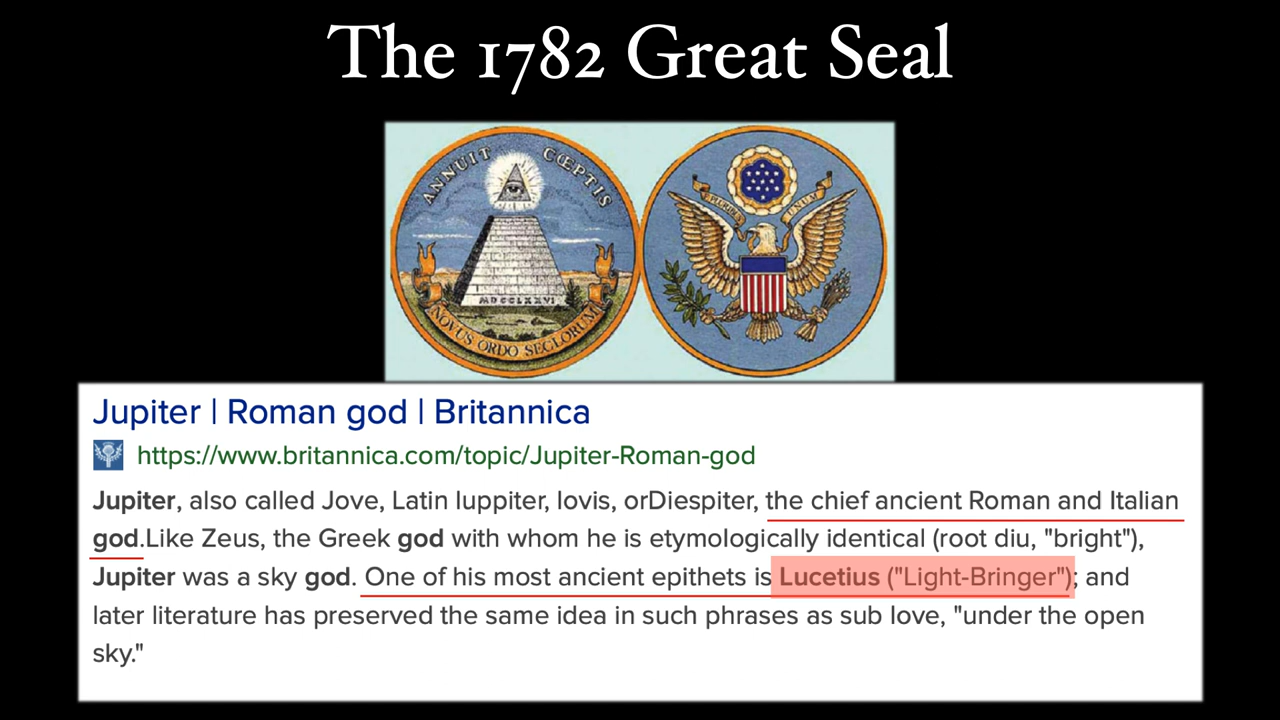 The 1782 Great Seal
ANNUIT CŒPTIS
MDCCLXXVI
NOVUS ORDO SECLORUM
E PLURIBUS UNUM
Jupiter | Roman god | Britannica
https://www.britannica.com/topic/Jupiter-Roman-god
Jupiter, also called Jove, Latin Iuppiter, Iovis, orDiespiter, the chief ancient Roman and Italian
god.Like Zeus, the Greek god with whom he is etymologically identical (root diu, "bright"),
Jupiter was a sky god. One of his most ancient epithets is Lucetius ("Light-Bringer"); and
later literature has preserved the same idea in such phrases as sub Iove, "under the open
sky."